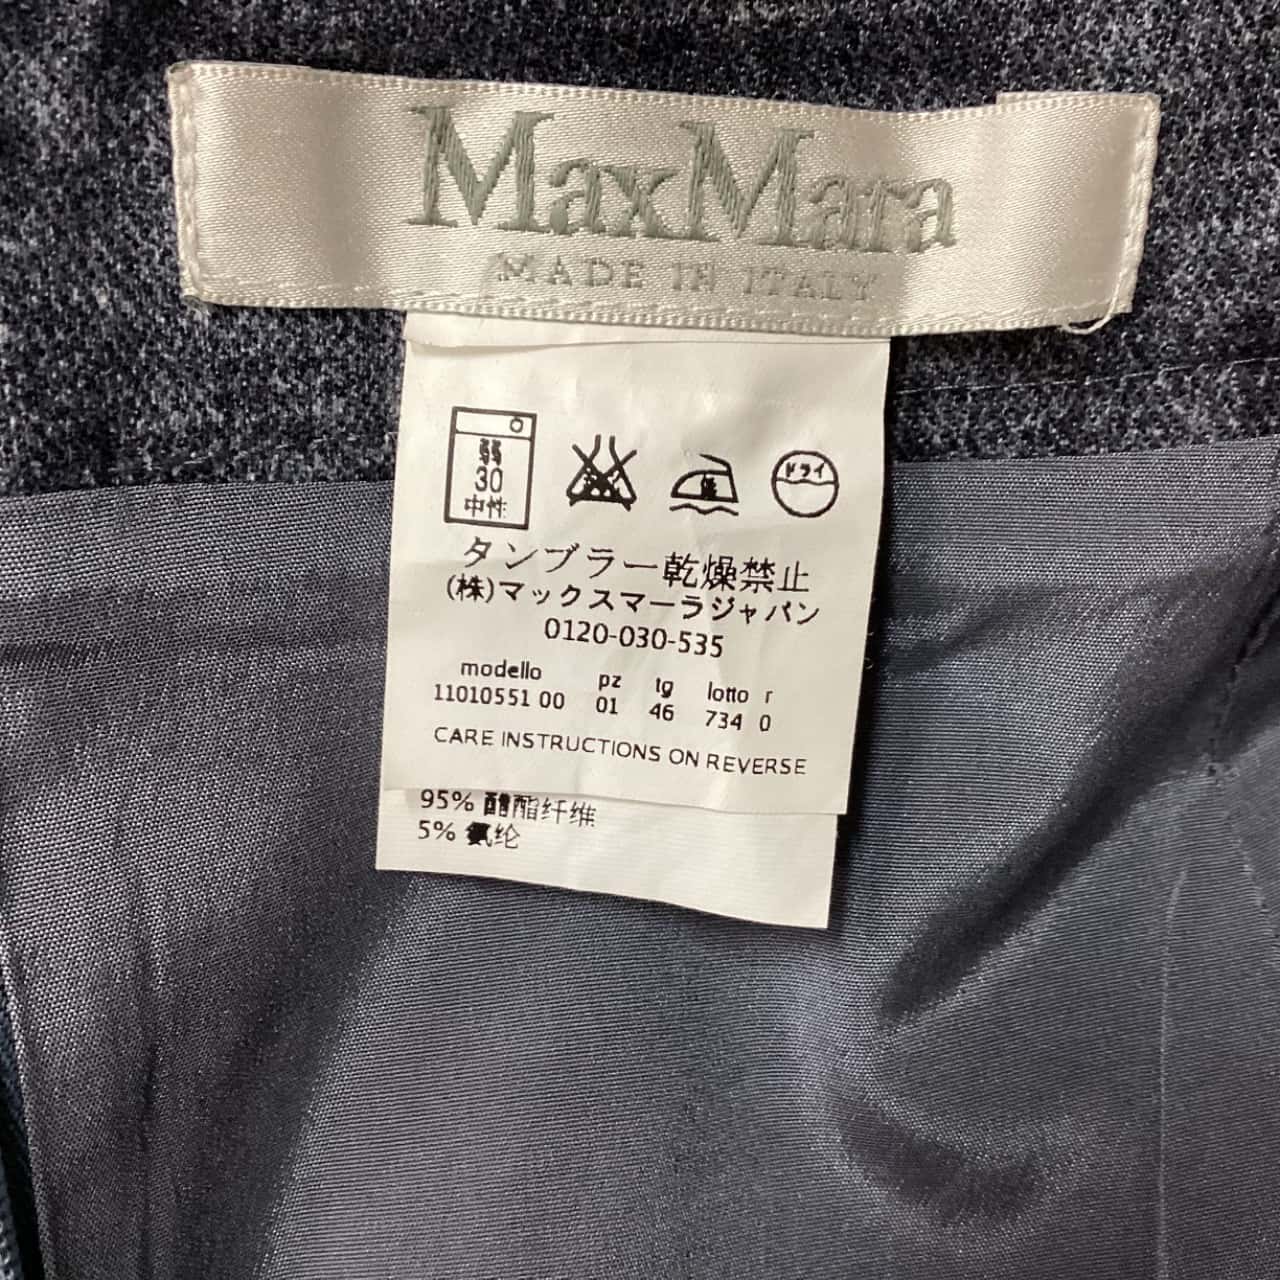 MaxMara
MADE IN ITALY
弱
30
中性
低
ドライ
タンブラー乾燥禁止
(株)マックスマーラジャパン
0120-030-535
modello pz tg lotto r
11010551 00 01 46 734 0
CARE INSTRUCTIONS ON REVERSE
95% 醋酯纤维
5% 氨纶